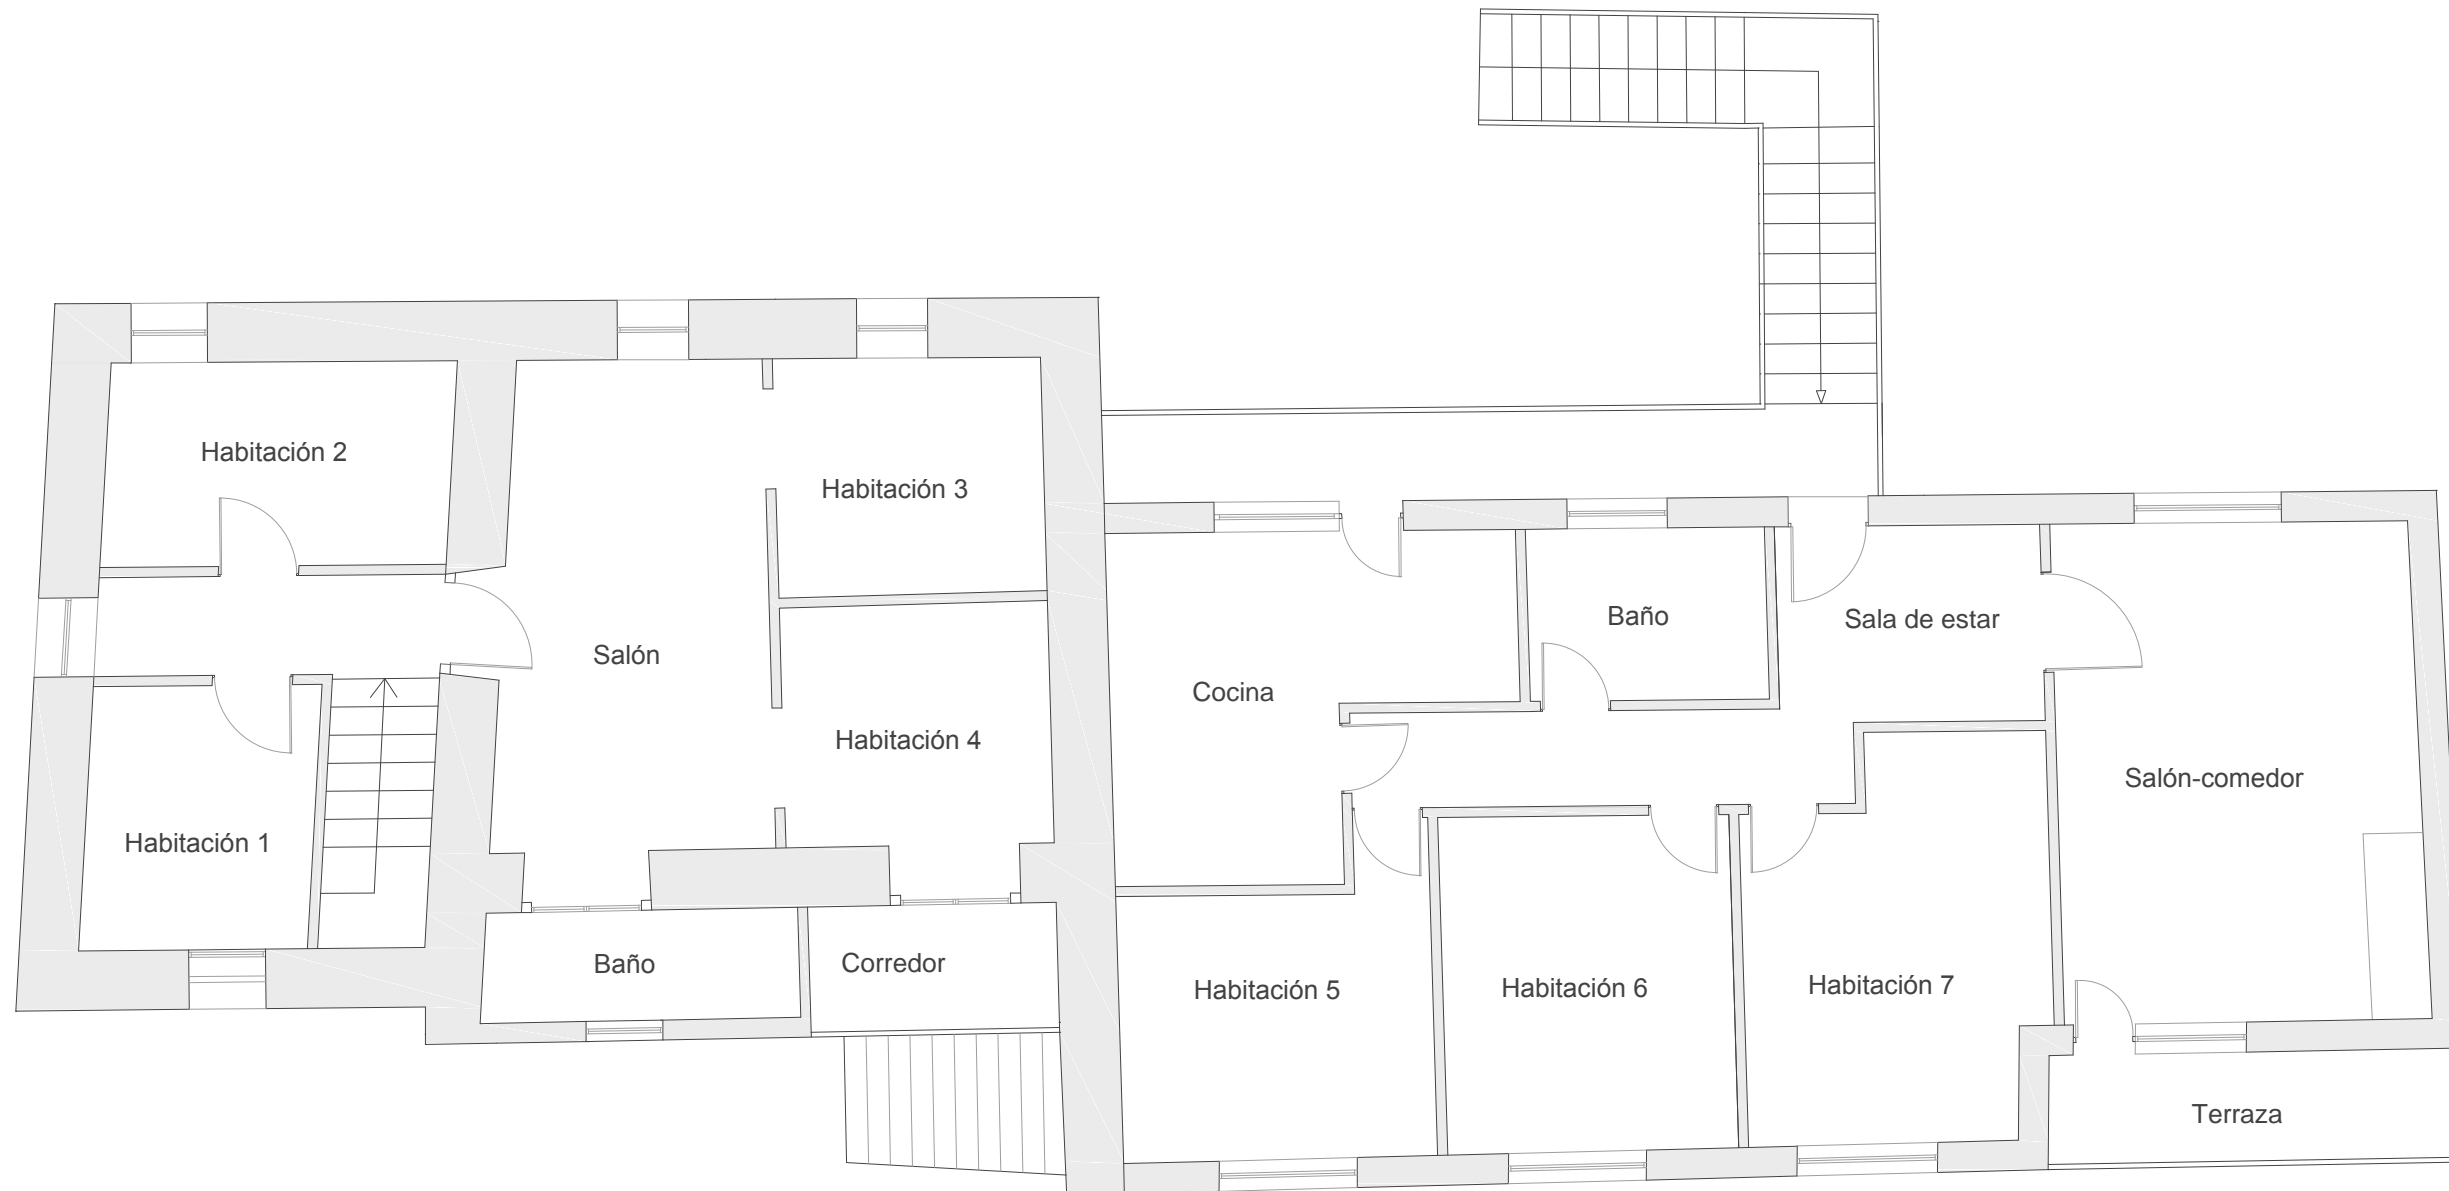 Habitación 2
Habitación 3
Salón
Habitación 4
Habitación 1
Baño
Corredor
Baño
Sala de estar
Cocina
Salón-comedor
Habitación 5
Habitación 6
Habitación 7
Terraza